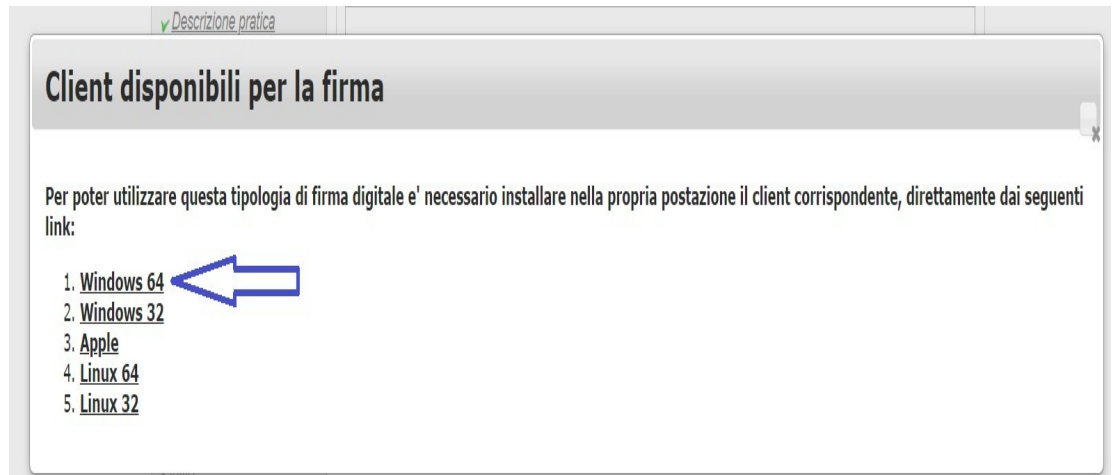 Descrizione pratica
Client disponibili per la firma
Per poter utilizzare questa tipologia di firma digitale e' necessario installare nella propria postazione il client corrispondente, direttamente dai seguenti
link:
1. Windows 64
2. Windows 32
3. Apple
4. Linux 64
5. Linux 32